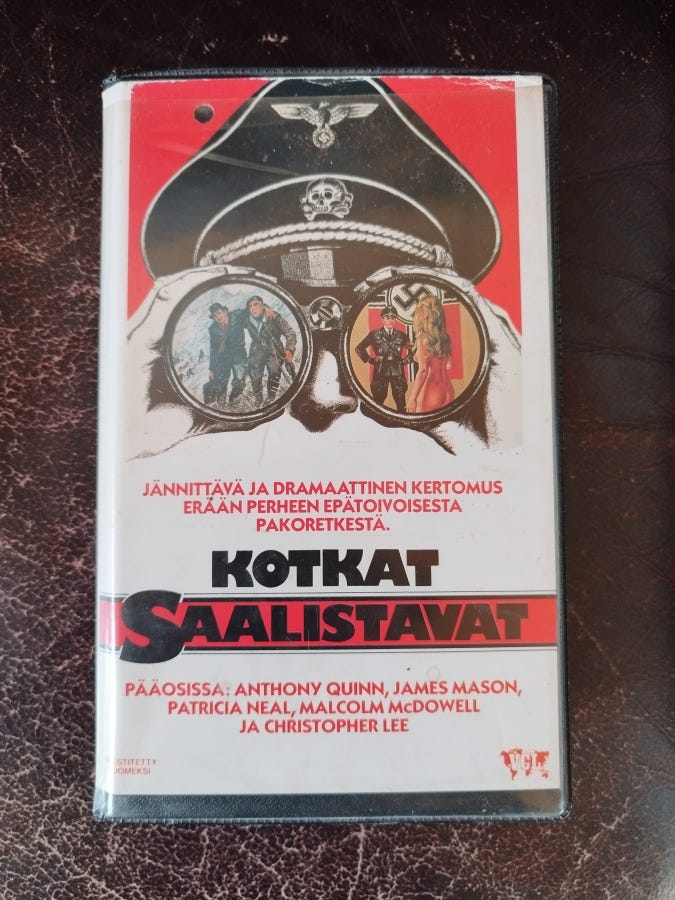 JÄNNITTÄVÄ JA DRAMAATTINEN KERTOMUS
ERÄÄN PERHEEN EPÄTOIVOISESTA
PAKORETKESTÄ.
KOTKAT
SAALISTAVAT
PÄÄOSISSA: ANTHONY QUINN, JAMES MASON,
PATRICIA NEAL, MALCOLM McDOWELL
JA CHRISTOPHER LEE
VCL